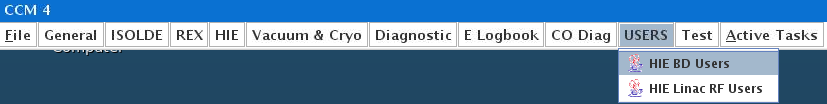 CCM 4
File General ISOLDE REX HIE Vacuum & Cryo Diagnostic E Logbook CO Diag USERS Test Active Tasks
HIE BD Users
HIE Linac RF Users